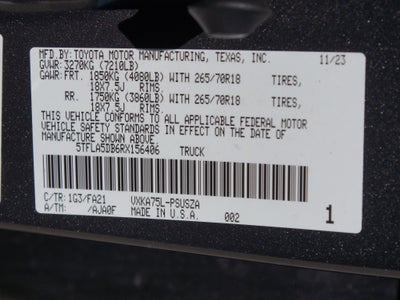 MFD.BY: TOYOTA MOTOR MANUFACTURING, TEXAS, INC. 11/23
GVWR: 3270KG (7210LB)
GAWR: FRT. 1850KG (4080LB) WITH 265/70R18 TIRES,
18X7.5J RIMS,
RR. 1750KG (3860LB) WITH 265/70R18 TIRES,
18X7.5J RIMS,
THIS VEHICLE CONFORMS TO ALL APPLICABLE FEDERAL MOTOR
VEHICLE SAFETY STANDARDS IN EFFECT ON THE DATE OF
MANUFACTURE SHOWN ABOVE.
5TFLA5DB6RX156406 TRUCK
C/TR: 1G3/FA21 VXKA75L-PSUSZA
A/TM: /AJA0F MADE IN U.S.A. 002 1